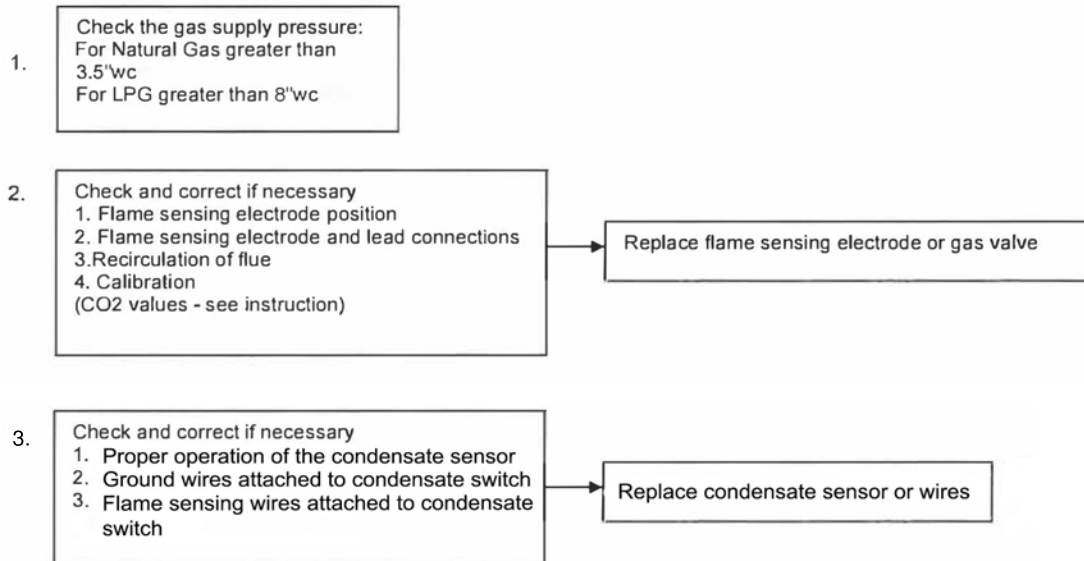 1.
Check the gas supply pressure:
For Natural Gas greater than
3.5"wc
For LPG greater than 8"wc
2.
Check and correct if necessary
1. Flame sensing electrode position
2. Flame sensing electrode and lead connections
3.Recirculation of flue
4. Calibration
(CO2 values - see instruction)
Replace flame sensing electrode or gas valve
3.
Check and correct if necessary
1. Proper operation of the condensate sensor
2. Ground wires attached to condensate switch
3. Flame sensing wires attached to condensate
switch
Replace condensate sensor or wires